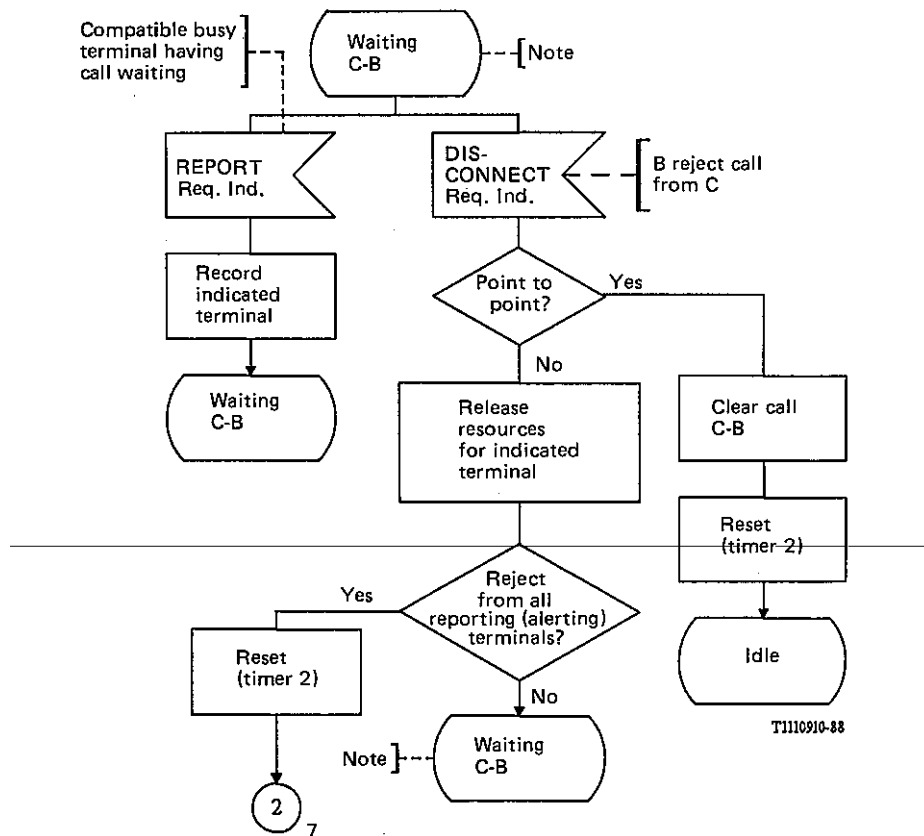 Compatible busy
terminal having
call waiting
Waiting
C-B
Note
REPORT
Req. Ind.
DIS-
CONNECT
Req. Ind.
B reject call
from C
Record
indicated
terminal
Point to
point?
Yes
No
Waiting
C-B
Release
resources
for indicated
terminal
Clear call
C-B
Reset
(timer 2)
Yes
Reject
from all
reporting (alerting)
terminals?
Reset
(timer 2)
Idle
No
T1110910-88
Note
Waiting
C-B
2
7